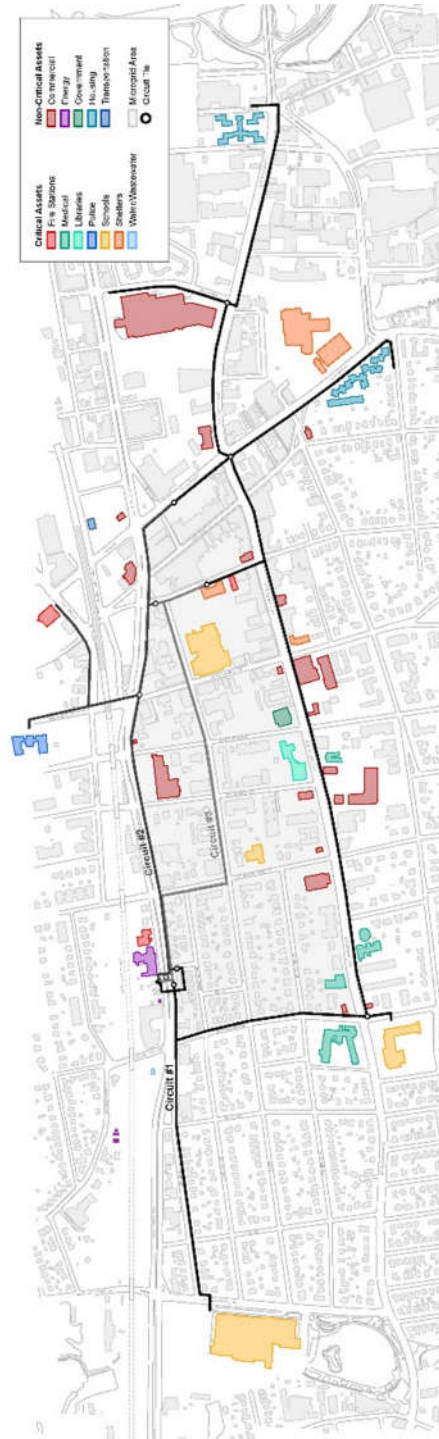 Critical Assets
Fire Stations
Medical
Libraries
Police
Schools
Shelters
Water/Wastewater
Non-Critical Assets
Commercial
Energy
Government
Housing
Transportation
Microgrid Area
Circuit Tie
Circuit #1
Circuit #2
Circuit #3